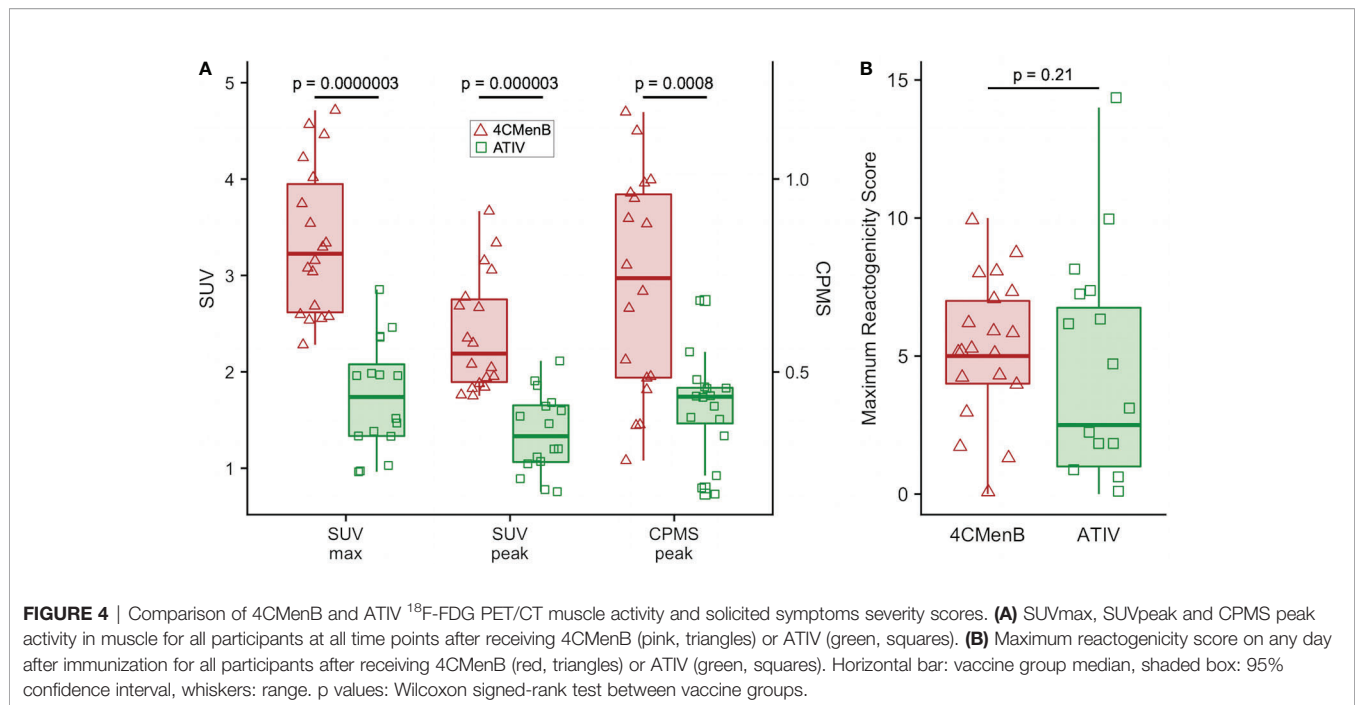 A
5
4
3
2
1
SUV
p = 0.0000003
p = 0.000003
p = 0.0008
4CMenB
ATIV
1.0
0.5
CPMS
SUV
max
SUV
peak
CPMS
peak
B
15
10
5
0
Maximum Reactogenicity Score
p = 0.21
4CMenB
ATIV
FIGURE 4 | Comparison of 4CMenB and ATIV ¹⁸F-FDG PET/CT muscle activity and solicited symptoms severity scores. (A) SUVmax, SUVpeak and CPMS peak
activity in muscle for all participants at all time points after receiving 4CMenB (pink, triangles) or ATIV (green, squares). (B) Maximum reactogenicity score on any day
after immunization for all participants after receiving 4CMenB (red, triangles) or ATIV (green, squares). Horizontal bar: vaccine group median, shaded box: 95%
confidence interval, whiskers: range. p values: Wilcoxon signed-rank test between vaccine groups.